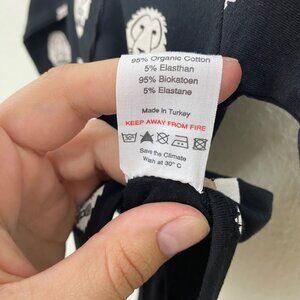 95% Organic Cotton
5% Elasthan
95% Biokatoen
5% Elastane
Made in Turkey
KEEP AWAY FROM FIRE
Save the Climate
Wash at 30° C